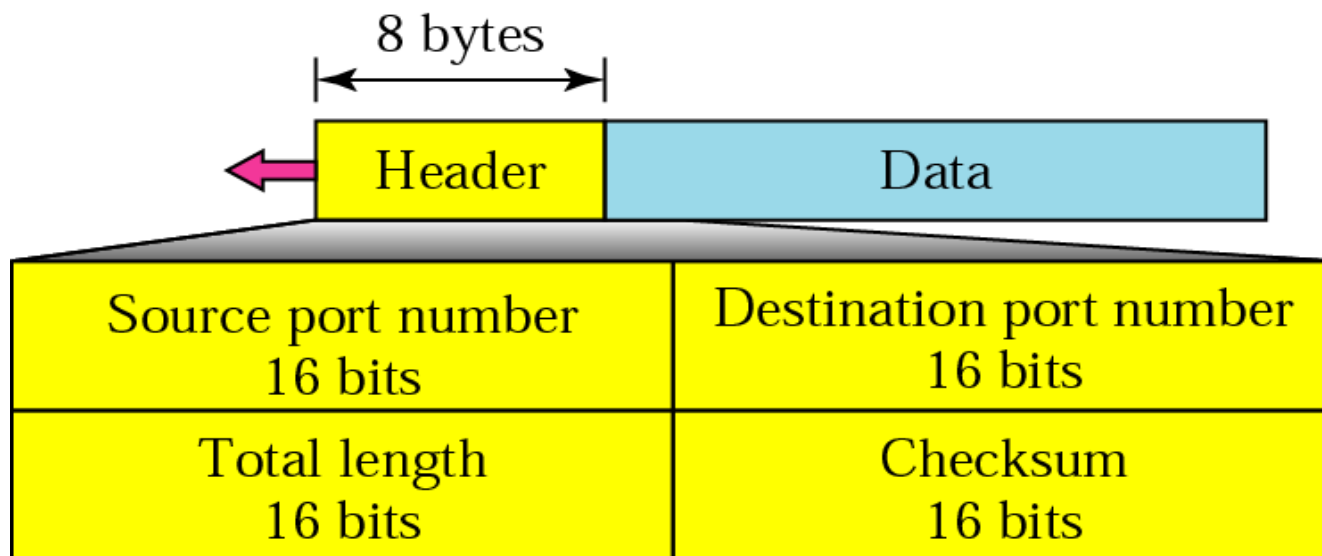 8 bytes
Header
Data
Source port number
16 bits
Destination port number
16 bits
Total length
16 bits
Checksum
16 bits